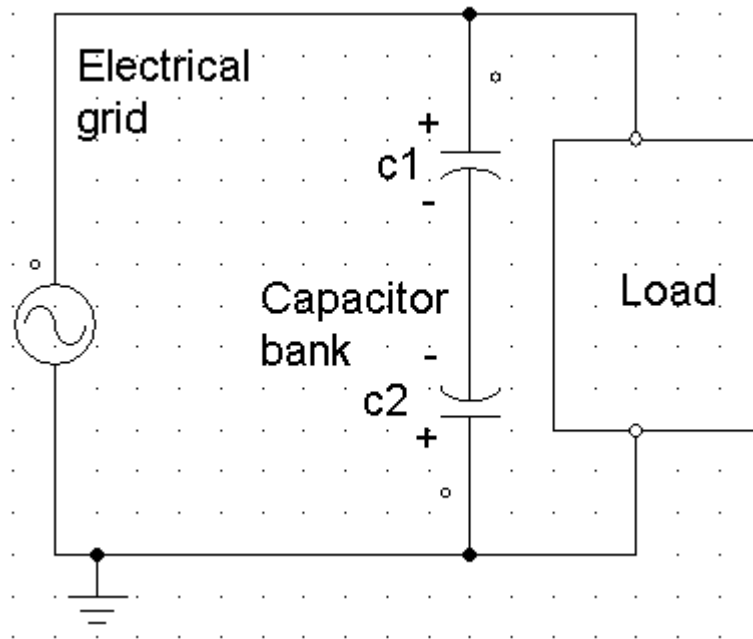 Electrical
grid
+
c1
-
Capacitor
bank
Load
-
c2
+